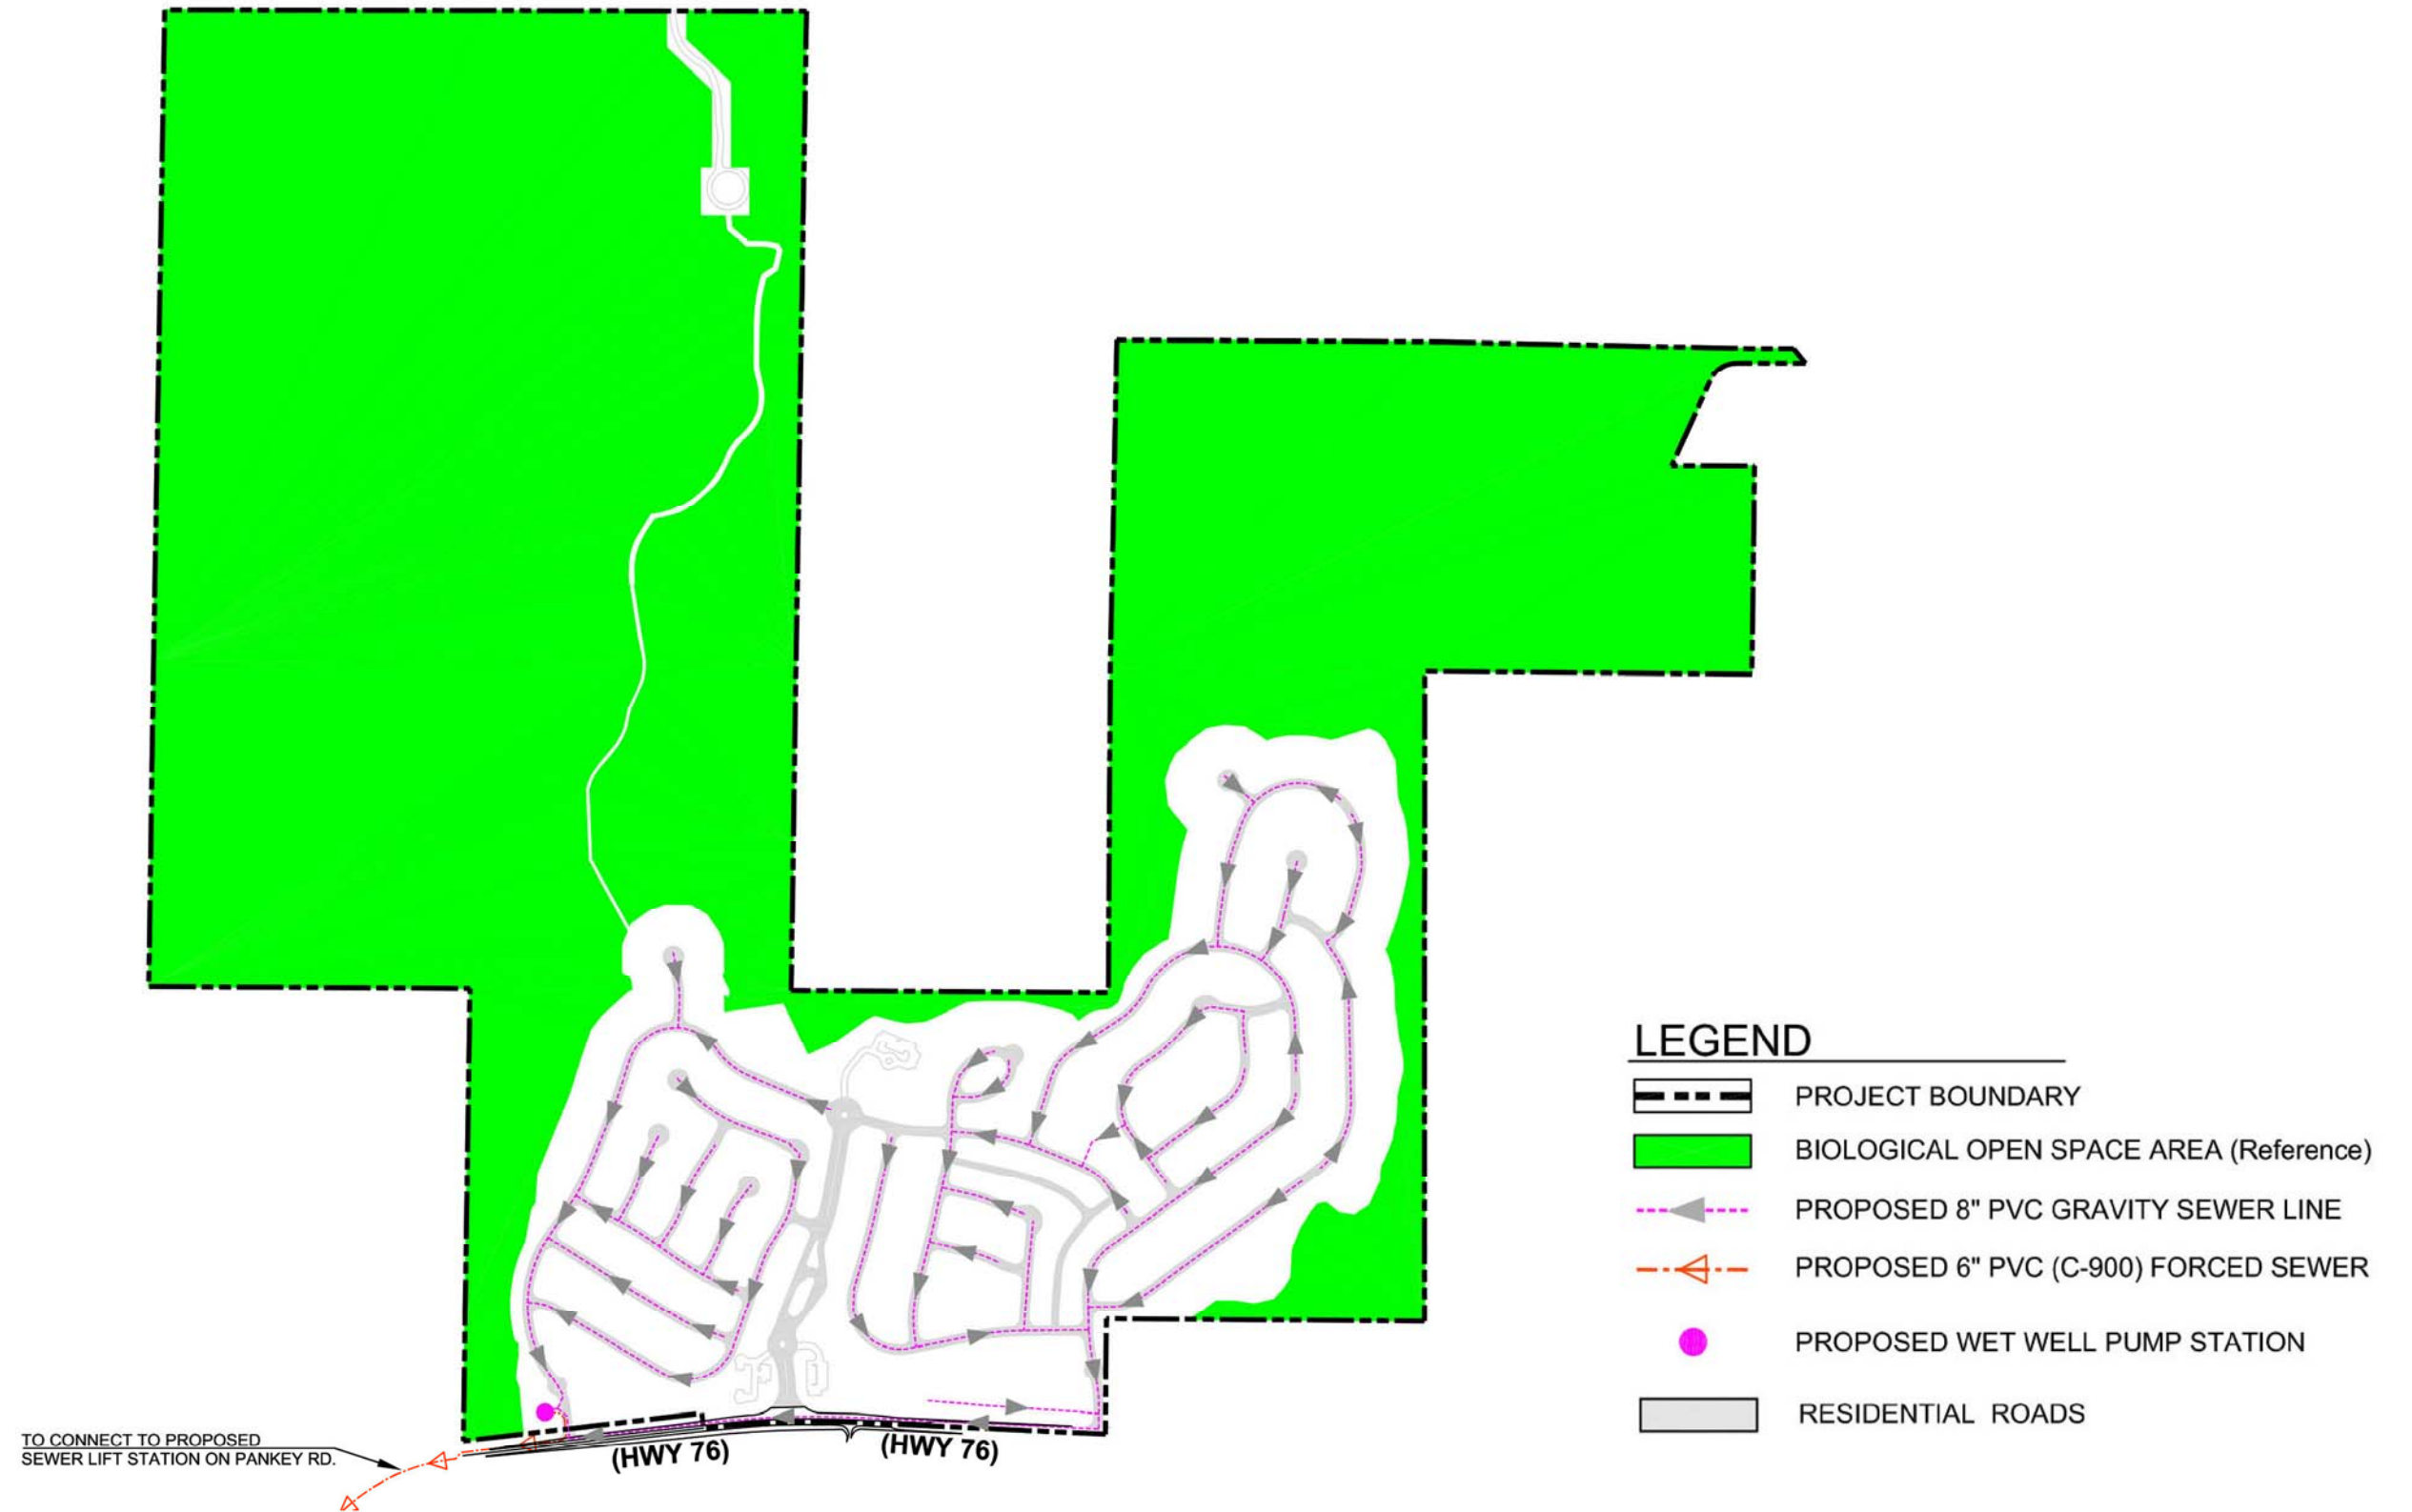 LEGEND
PROJECT BOUNDARY
BIOLOGICAL OPEN SPACE AREA (Reference)
PROPOSED 8" PVC GRAVITY SEWER LINE
PROPOSED 6" PVC (C-900) FORCED SEWER
PROPOSED WET WELL PUMP STATION
RESIDENTIAL ROADS
TO CONNECT TO PROPOSED
SEWER LIFT STATION ON PANKEY RD.
(HWY 76)
(HWY 76)